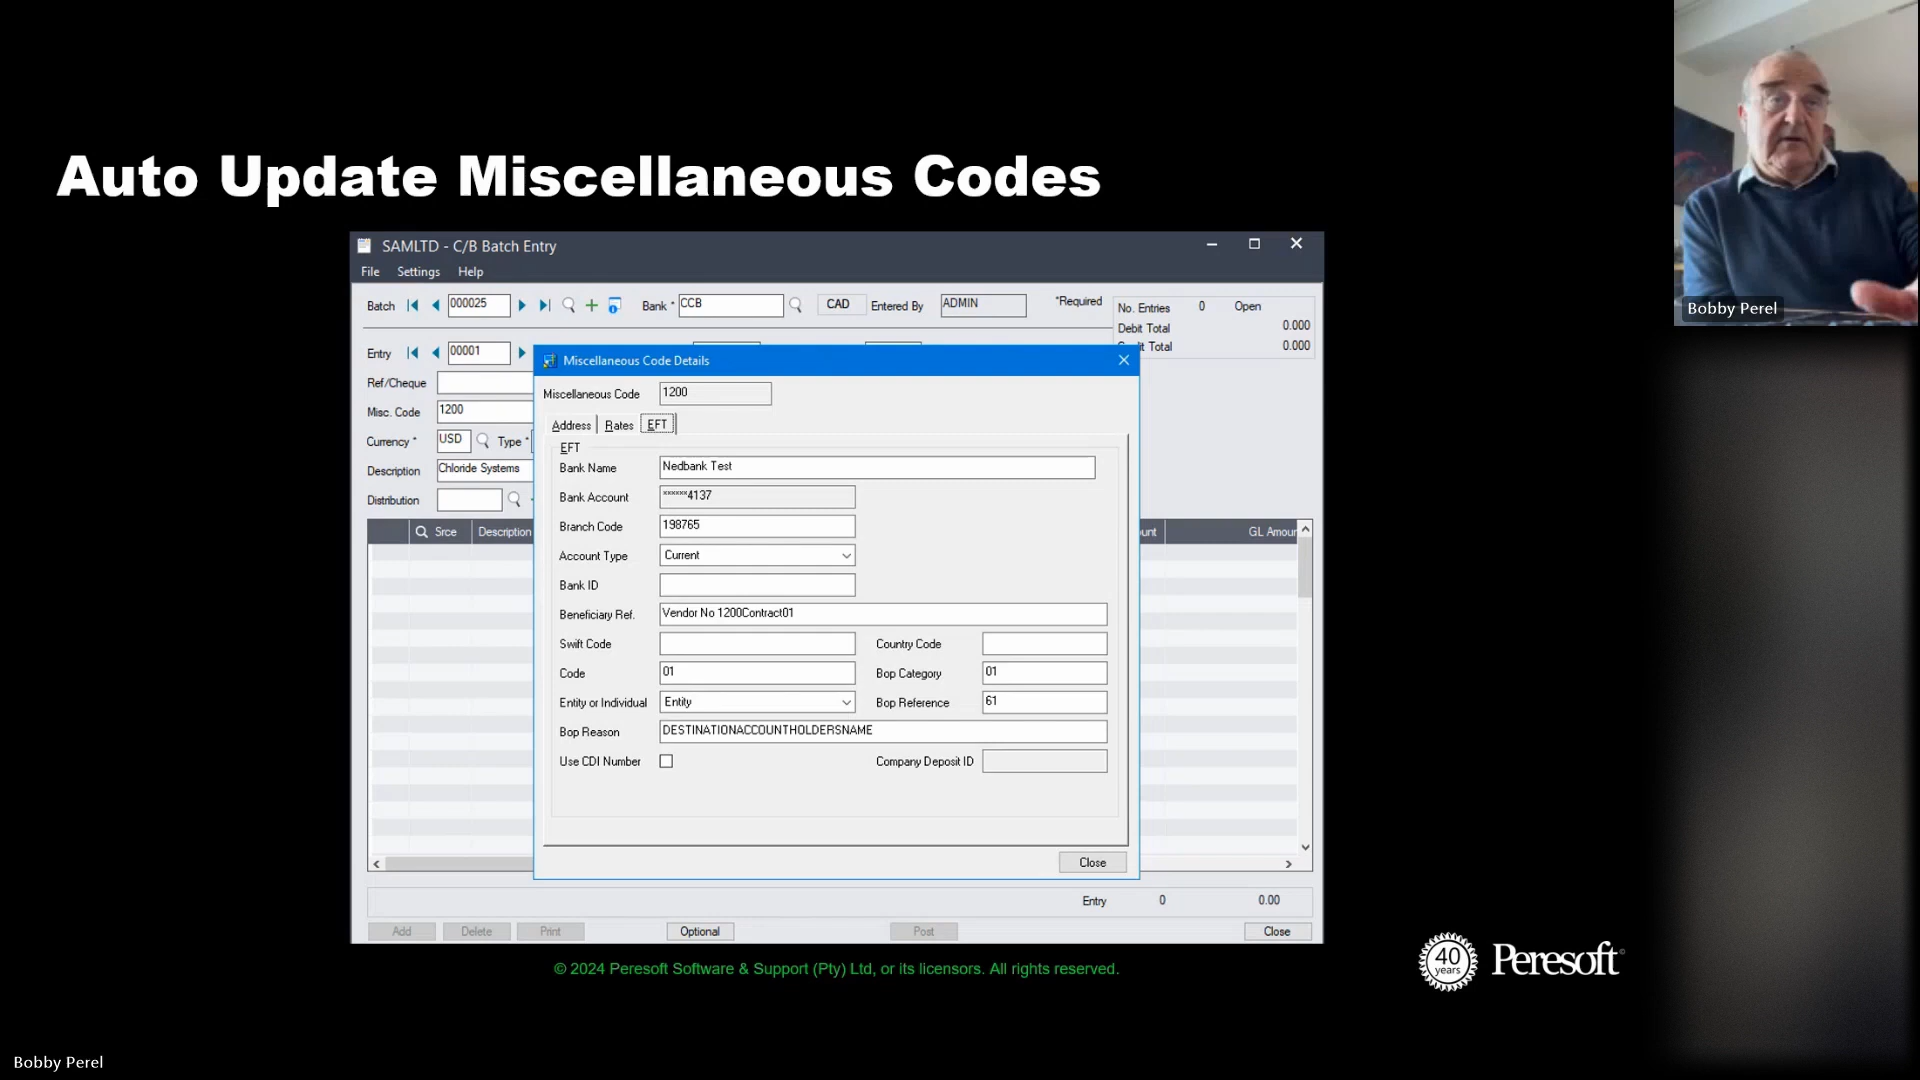 Auto Update Miscellaneous Codes
SAMLTD - C/B Batch Entry
File Settings Help
Batch 000025 Bank * CCB CAD Entered By ADMIN *Required
No. Entries 0 Open
Debit Total 0.000
Total 0.000
Entry 00001
Ref/Cheque
Misc. Code 1200
Currency * USD Type *
Description Chloride Systems
Distribution
Srce Description GL Amoun
Miscellaneous Code Details
Miscellaneous Code 1200
Address Rates EFT
EFT
Bank Name Nedbank Test
Bank Account ******4137
Branch Code 198765
Account Type Current
Bank ID
Beneficiary Ref. Vendor No 1200Contract01
Swift Code Country Code
Code 01 Bop Category 01
Entity or Individual Entity Bop Reference 61
Bop Reason DESTINATIONACCOUNTHOLDERSNAME
Use CDI Number Company Deposit ID
Close
Entry 0 0.00
Add Delete Print Optional Post Close
© 2024 Peresoft Software & Support (Pty) Ltd, or its licensors. All rights reserved.
40
years
Peresoft
Bobby Perel
Bobby Perel